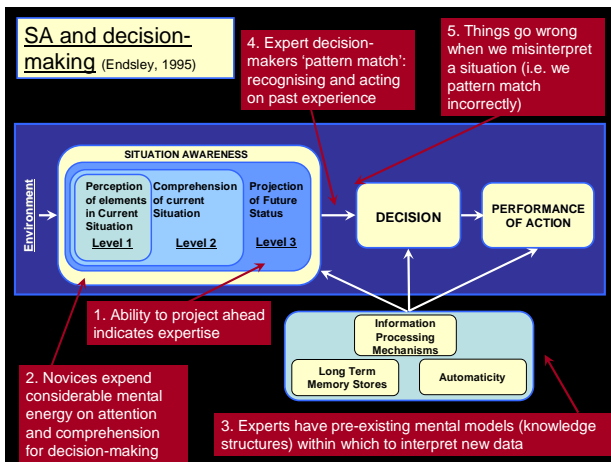 SA and decision-
making (Endsley, 1995)
4. Expert decision-
makers ‘pattern match’:
recognising and acting
on past experience
5. Things go wrong
when we misinterpret
a situation (i.e. we
pattern match
incorrectly)
Environment
SITUATION AWARENESS
Perception
of elements
in Current
Situation
Level 1
Comprehension
of current
Situation
Level 2
Projection
of Future
Status
Level 3
DECISION
PERFORMANCE
OF ACTION
1. Ability to project ahead
indicates expertise
Information
Processing
Mechanisms
Long Term
Memory Stores
Automaticity
2. Novices expend
considerable mental
energy on attention
and comprehension
for decision-making
3. Experts have pre-existing mental models (knowledge
structures) within which to interpret new data